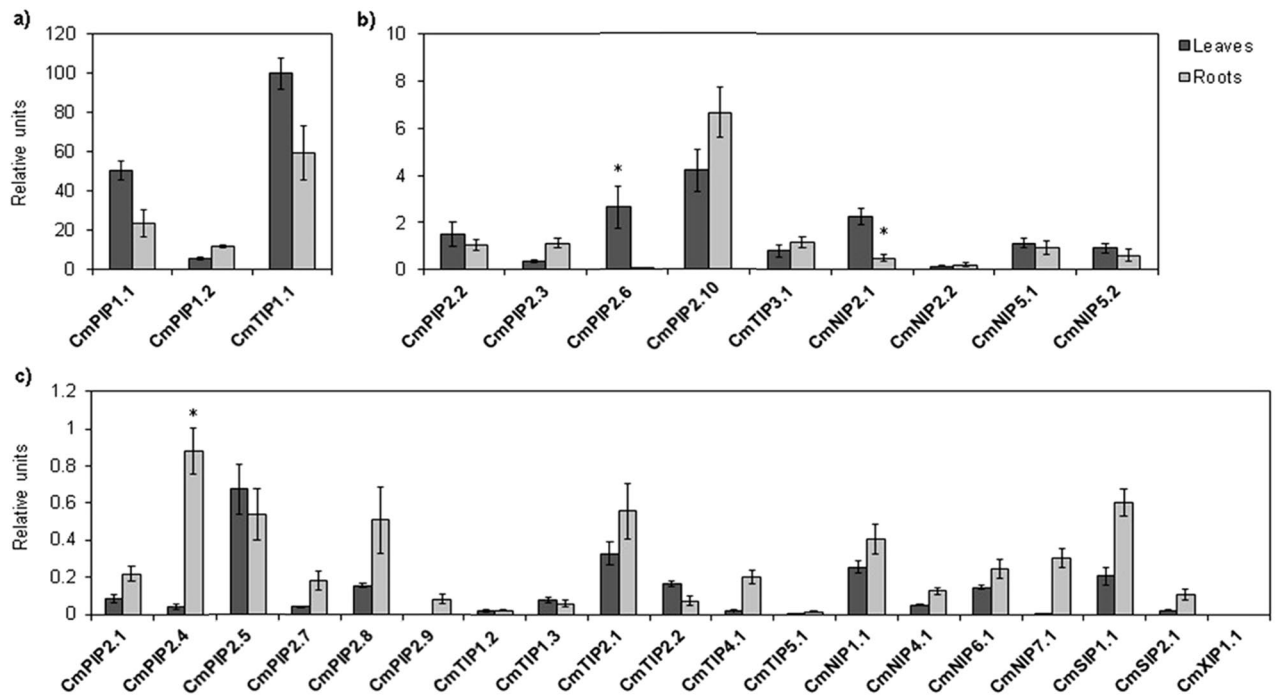 a)
120
100
80
60
40
20
0
Relative units
CmPIP1.1
CmPIP1.2
CmTIP1.1
b)
10
8
6
4
2
0
*
*
CmPIP2.2
CmPIP2.3
CmPIP2.6
CmPIP2.10
CmTIP3.1
CmNIP2.1
CmNIP2.2
CmNIP5.1
CmNIP5.2
Leaves
Roots
c)
1.2
1
0.8
0.6
0.4
0.2
0
Relative units
*
CmPIP2.1
CmPIP2.4
CmPIP2.5
CmPIP2.7
CmPIP2.8
CmPIP2.9
CmTIP1.2
CmTIP1.3
CmTIP2.1
CmTIP2.2
CmTIP4.1
CmTIP5.1
CmNIP1.1
CmNIP4.1
CmNIP6.1
CmNIP7.1
CmSIP1.1
CmSIP2.1
CmXIP1.1